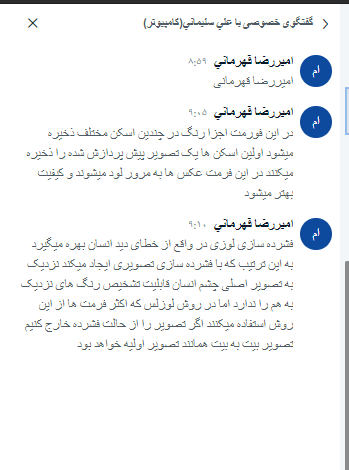 گفتگوی خصوصی با علي سليماني(کامپیوتر)
اميررضا قهرماني ۸:۵۹
ام
امیررضا قهرمانی
اميررضا قهرماني ۹:۰۵
ام
در این فورمت اجزا رنگ در چندین اسکن مختلف ذخیره
میشود اولین اسکن ها یک تصویر پیش پردازش شده را ذخیره
میکنند در این فرمت عکس ها به مرور لود میشوند و کیفیت
بهتر میشود
اميررضا قهرماني ۹:۱۰
ام
فشرده سازی لوزی در واقع از خطای دید انسان بهره میگیرد
به این ترتیب که با فشرده سازی تصویری ایجاد میکند نزدیک
به تصویر اصلی چشم انسان قابلیت تشخیص رنگ های نزدیک
به هم را ندارد اما در روش لوزلس که اکثر فرمت ها از این
روش استفاده میکنند اگر تصویر را از حالت فشرده خارج کنیم
تصویر بیت به بیت همانند تصویر اولیه خواهد بود